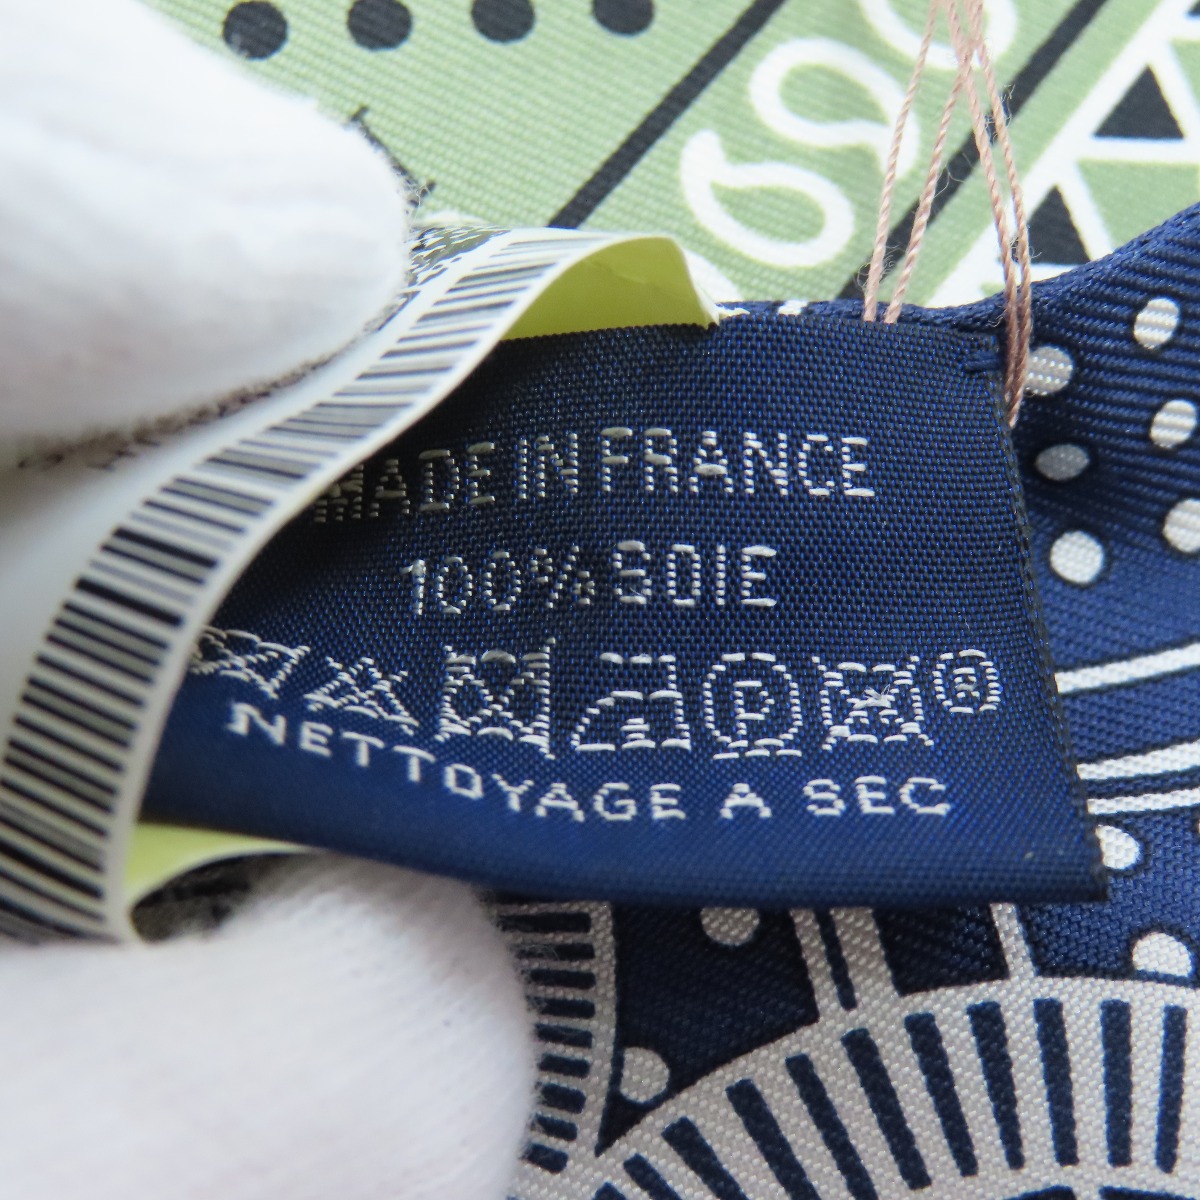 MADE IN FRANCE
100% SOIE
P ®
NETTOYAGE A SEC